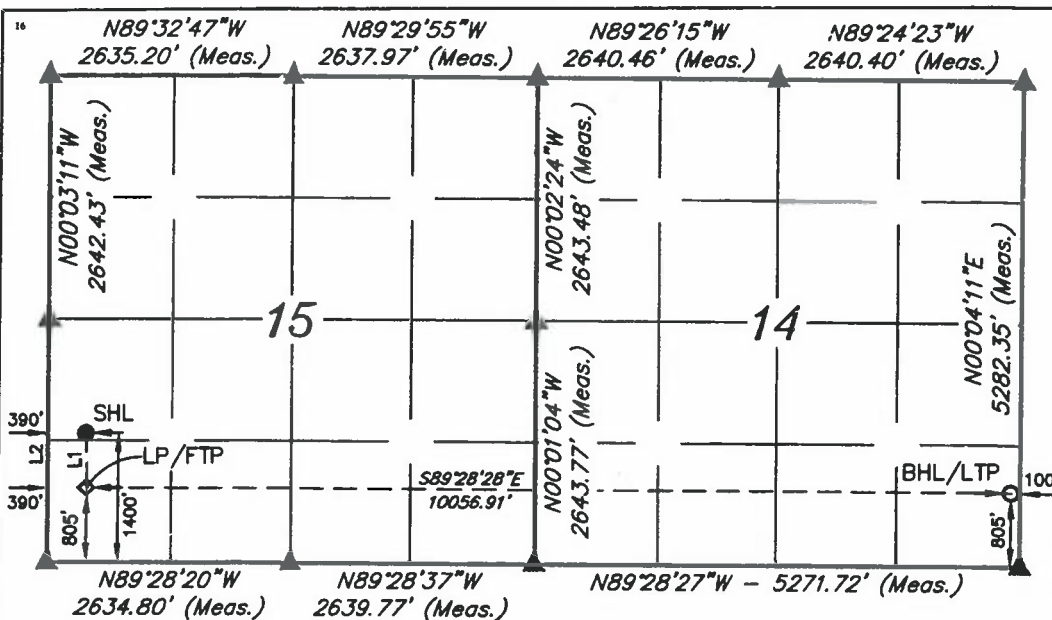 16
N89°32'47"W
2635.20' (Meas.)
N89°29'55"W
2637.97' (Meas.)
N89°26'15"W
2640.46' (Meas.)
N89°24'23"W
2640.40' (Meas.)
N00°03'11"W
2642.43' (Meas.)
N00°02'24"W
2643.48' (Meas.)
N00°04'11"E
5282.35' (Meas.)
15
14
390'
SHL
L2
L1
LP/FTP
390'
805'
1400'
S89°28'28"E
10056.91'
N00°01'04"W
2643.77' (Meas.)
BHL/LTP
100
805'
N89°28'20"W
2634.80' (Meas.)
N89°28'37"W
2639.77' (Meas.)
N89°28'27"W - 5271.72' (Meas.)